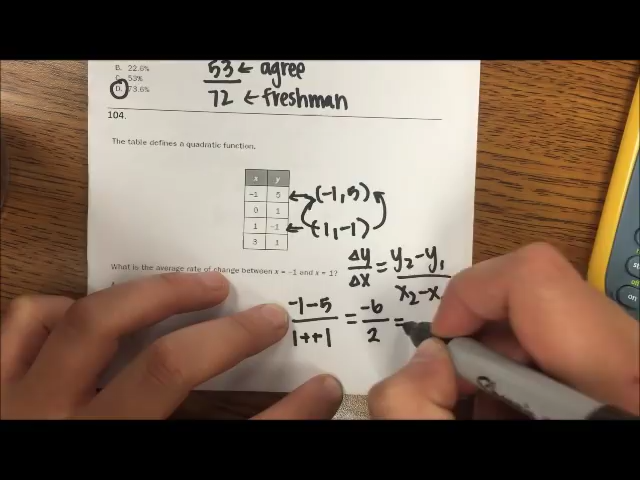 B. 22.6%
C. 53%
D. 73.6%
53 ← agree
72 ← freshman
104.
The table defines a quadratic function.
x y
-1 5 ← (-1, 5)
0 1
1 -1 ← (1, -1)
3 1
Δy/Δx = y₂-y₁/x₂-x
What is the average rate of change between x = -1 and x = 1?
-1-5/1++1 = -6/2 =